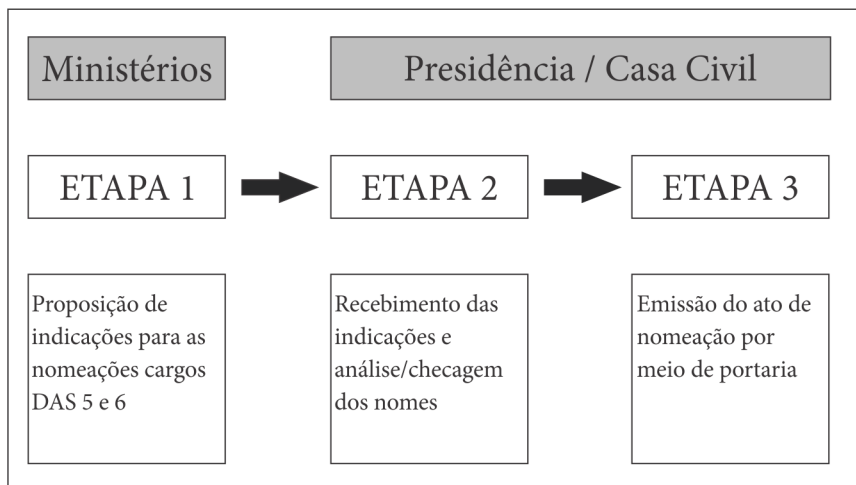 Ministérios
Presidência / Casa Civil
ETAPA 1
ETAPA 2
ETAPA 3
Proposição de
indicações para as
nomeações cargos
DAS 5 e 6
Recebimento das
indicações e
análise/checagem
dos nomes
Emissão do ato de
nomeação por
meio de portaria